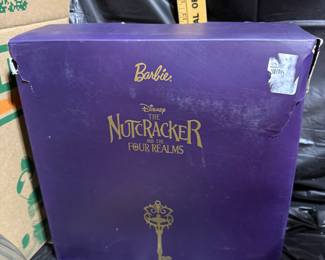 Barbie.
Disney
THE
NUTCRACKER
AND THE
FOUR REALMS